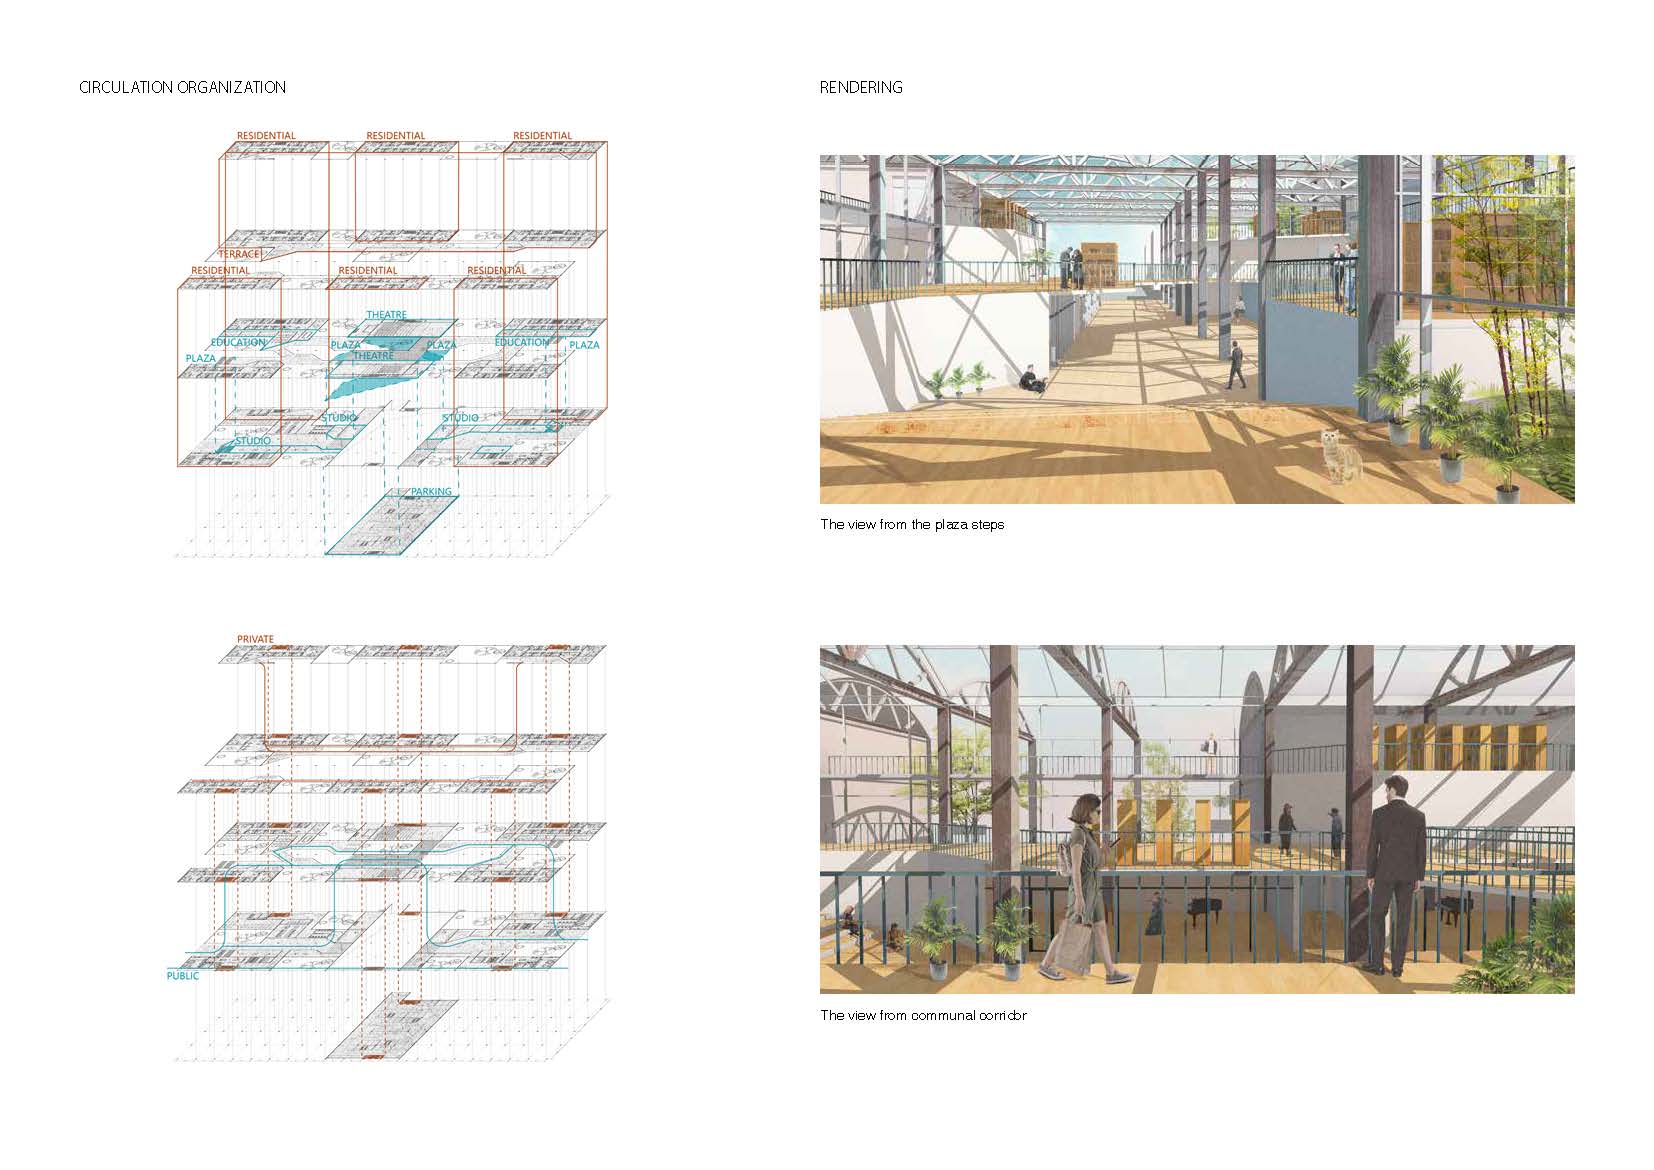 CIRCULATION ORGANIZATION
RESIDENTIAL RESIDENTIAL RESIDENTIAL
TERRACE
RESIDENTIAL RESIDENTIAL RESIDENTIAL
THEATRE
EDUCATION PLAZA PLAZA EDUCATION PLAZA
PLAZA THEATRE
STUDIO STUDIO
STUDIO
PARKING
PRIVATE
PUBLIC
RENDERING
The view from the plaza steps
The view from communal corridor